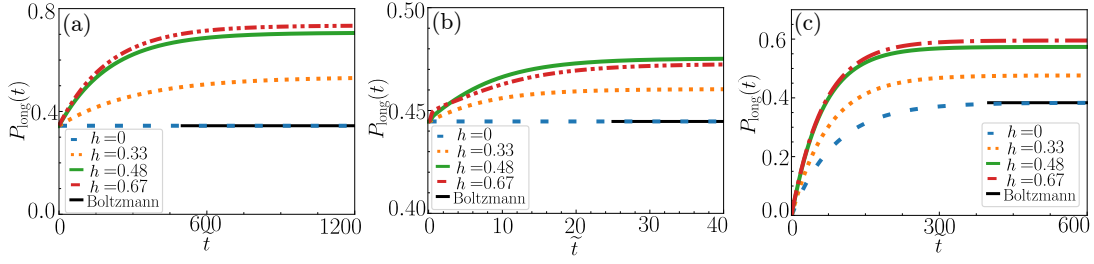 (a)
P_long(t)
0.8
0.4
0.0
h = 0
h = 0.33
h = 0.48
h = 0.67
Boltzmann
0 600 1200
t̃
(b)
P_long(t)
0.50
0.45
0.40
h = 0
h = 0.33
h = 0.48
h = 0.67
Boltzmann
0 10 20 30 40
t̃
(c)
P_long(t)
0.6
0.4
0.2
0.0
h = 0
h = 0.33
h = 0.48
h = 0.67
Boltzmann
0 300 600
t̃